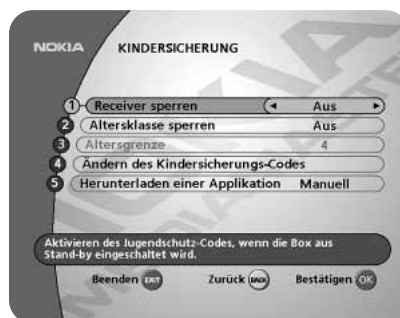 NOKIA KINDERSICHERUNG
1 Receiver sperren Aus
2 Altersklasse sperren Aus
3 Altersgrenze 4
4 Ändern des Kindersicherungs-Codes
5 Herunterladen einer Applikation Manuell
Aktivieren des Jugendschutz-Codes, wenn die Box aus
Stand-by eingeschaltet wird.
Beenden EXIT Zurück BACK Bestätigen OK